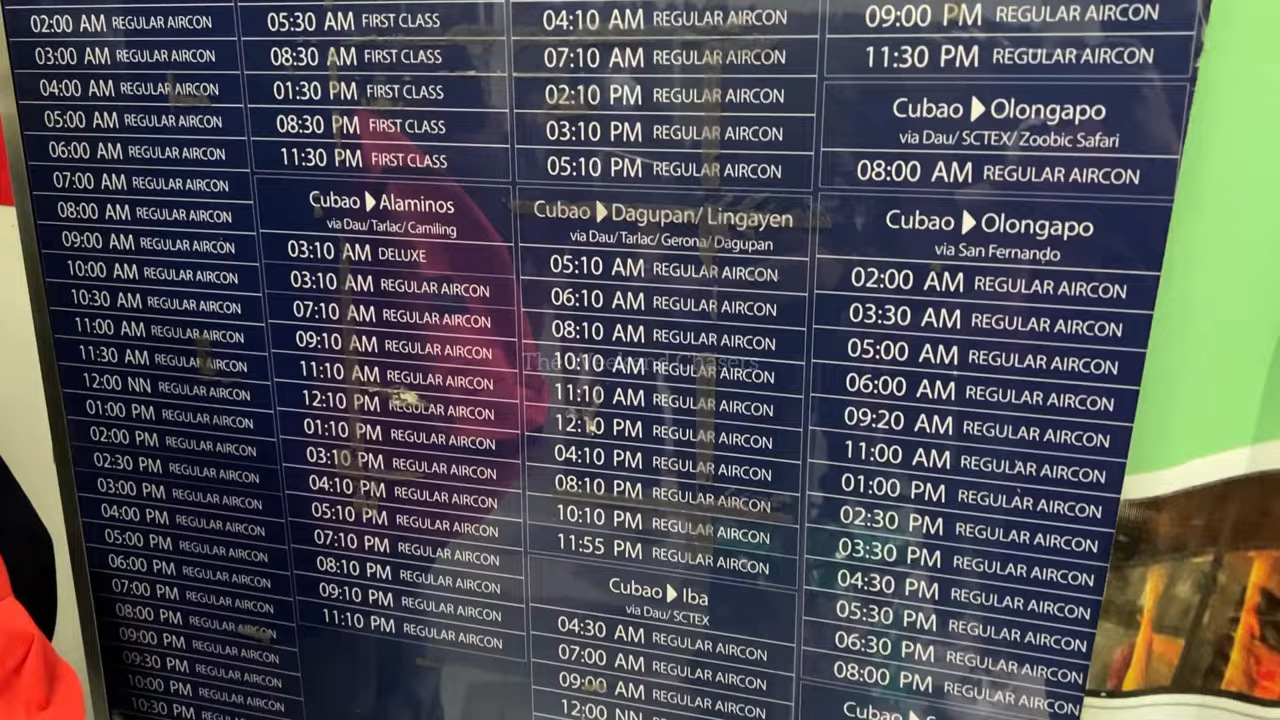 02:00 AM REGULAR AIRCON
03:00 AM REGULAR AIRCON
04:00 AM REGULAR AIRCON
05:00 AM REGULAR AIRCON
06:00 AM REGULAR AIRCON
07:00 AM REGULAR AIRCON
08:00 AM REGULAR AIRCON
09:00 AM REGULAR AIRCON
10:00 AM REGULAR AIRCON
10:30 AM REGULAR AIRCON
11:00 AM REGULAR AIRCON
11:30 AM REGULAR AIRCON
12:00 NN REGULAR AIRCON
01:00 PM REGULAR AIRCON
02:00 PM REGULAR AIRCON
02:30 PM REGULAR AIRCON
03:00 PM REGULAR AIRCON
04:00 PM REGULAR AIRCON
05:00 PM REGULAR AIRCON
06:00 PM REGULAR AIRCON
07:00 PM REGULAR AIRCON
08:00 PM REGULAR AIRCON
09:00 PM REGULAR AIRCON
09:30 PM REGULAR AIRCON
10:00 PM REGULAR AIRCON
10:30 PM
05:30 AM FIRST CLASS
08:30 AM FIRST CLASS
01:30 PM FIRST CLASS
08:30 PM FIRST CLASS
11:30 PM FIRST CLASS
Cubao ▶ Alaminos
via Dau/ Tarlac/ Camiling
03:10 AM DELUXE
03:10 AM REGULAR AIRCON
07:10 AM REGULAR AIRCON
09:10 AM REGULAR AIRCON
11:10 AM REGULAR AIRCON
12:10 PM REGULAR AIRCON
01:10 PM REGULAR AIRCON
03:10 PM REGULAR AIRCON
04:10 PM REGULAR AIRCON
05:10 PM REGULAR AIRCON
07:10 PM REGULAR AIRCON
08:10 PM REGULAR AIRCON
09:10 PM REGULAR AIRCON
11:10 PM REGULAR AIRCON
04:10 AM REGULAR AIRCON
07:10 AM REGULAR AIRCON
02:10 PM REGULAR AIRCON
03:10 PM REGULAR AIRCON
05:10 PM REGULAR AIRCON
Cubao ▶ Dagupan/ Lingayen
via Dau/ Tarlac/ Gerona/ Dagupan
05:10 AM REGULAR AIRCON
06:10 AM REGULAR AIRCON
08:10 AM REGULAR AIRCON
10:10 AM REGULAR AIRCON
The Weekend Chasers
11:10 AM REGULAR AIRCON
12:10 PM REGULAR AIRCON
04:10 PM REGULAR AIRCON
08:10 PM REGULAR AIRCON
10:10 PM REGULAR AIRCON
11:55 PM REGULAR AIRCON
Cubao ▶ Iba
via Dau/ SCTEX
04:30 AM REGULAR AIRCON
07:00 AM REGULAR AIRCON
09:00 AM REGULAR AIRCON
12:00 NN REGULAR AIRCON
09:00 PM REGULAR AIRCON
11:30 PM REGULAR AIRCON
Cubao ▶ Olongapo
via Dau/ SCTEX/ Zoobic Safari
08:00 AM REGULAR AIRCON
Cubao ▶ Olongapo
via San Fernando
02:00 AM REGULAR AIRCON
03:30 AM REGULAR AIRCON
05:00 AM REGULAR AIRCON
06:00 AM REGULAR AIRCON
09:20 AM REGULAR AIRCON
11:00 AM REGULAR AIRCON
01:00 PM REGULAR AIRCON
02:30 PM REGULAR AIRCON
03:30 PM REGULAR AIRCON
04:30 PM REGULAR AIRCON
05:30 PM REGULAR AIRCON
06:30 PM REGULAR AIRCON
08:00 PM REGULAR AIRCON
Cubao ▶